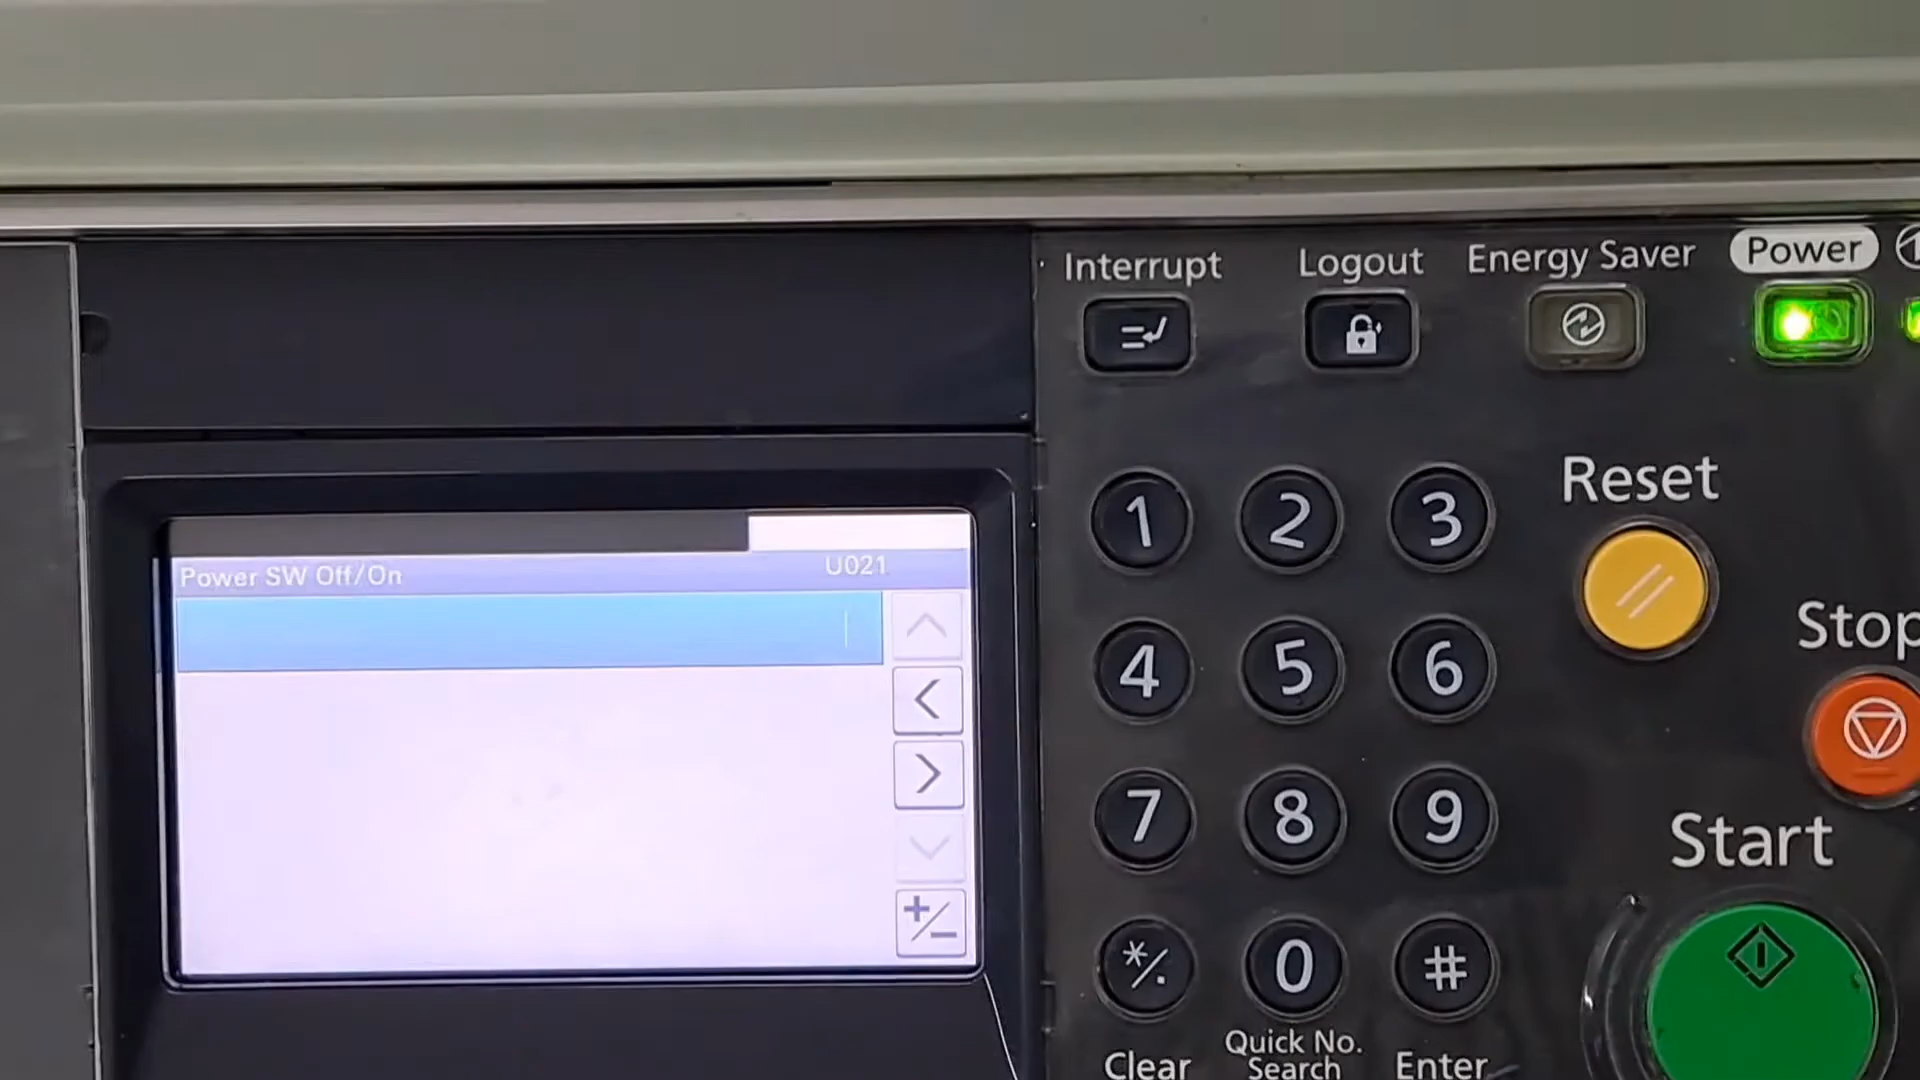 Interrupt
Logout
Energy Saver
Power
Power SW Off/On
U021
1
2
3
Reset
4
5
6
Stop
7
8
9
Start
*/.
0
#
Clear
Quick No.
Search
Enter